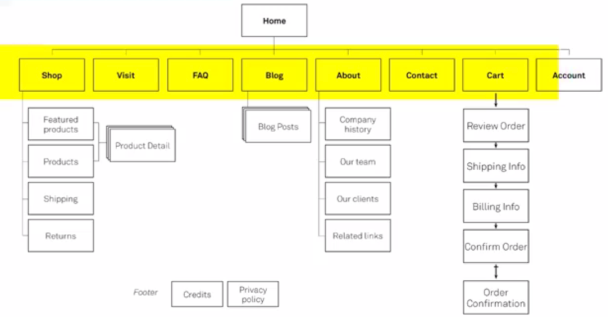 Home
Shop
Visit
FAQ
Blog
About
Contact
Cart
Account
Featured
products
Products
Shipping
Returns
Product Detail
Blog Posts
Company
history
Our team
Our clients
Related links
Review Order
Shipping Info
Billing Info
Confirm Order
Order
Confirmation
Footer
Credits
Privacy
policy